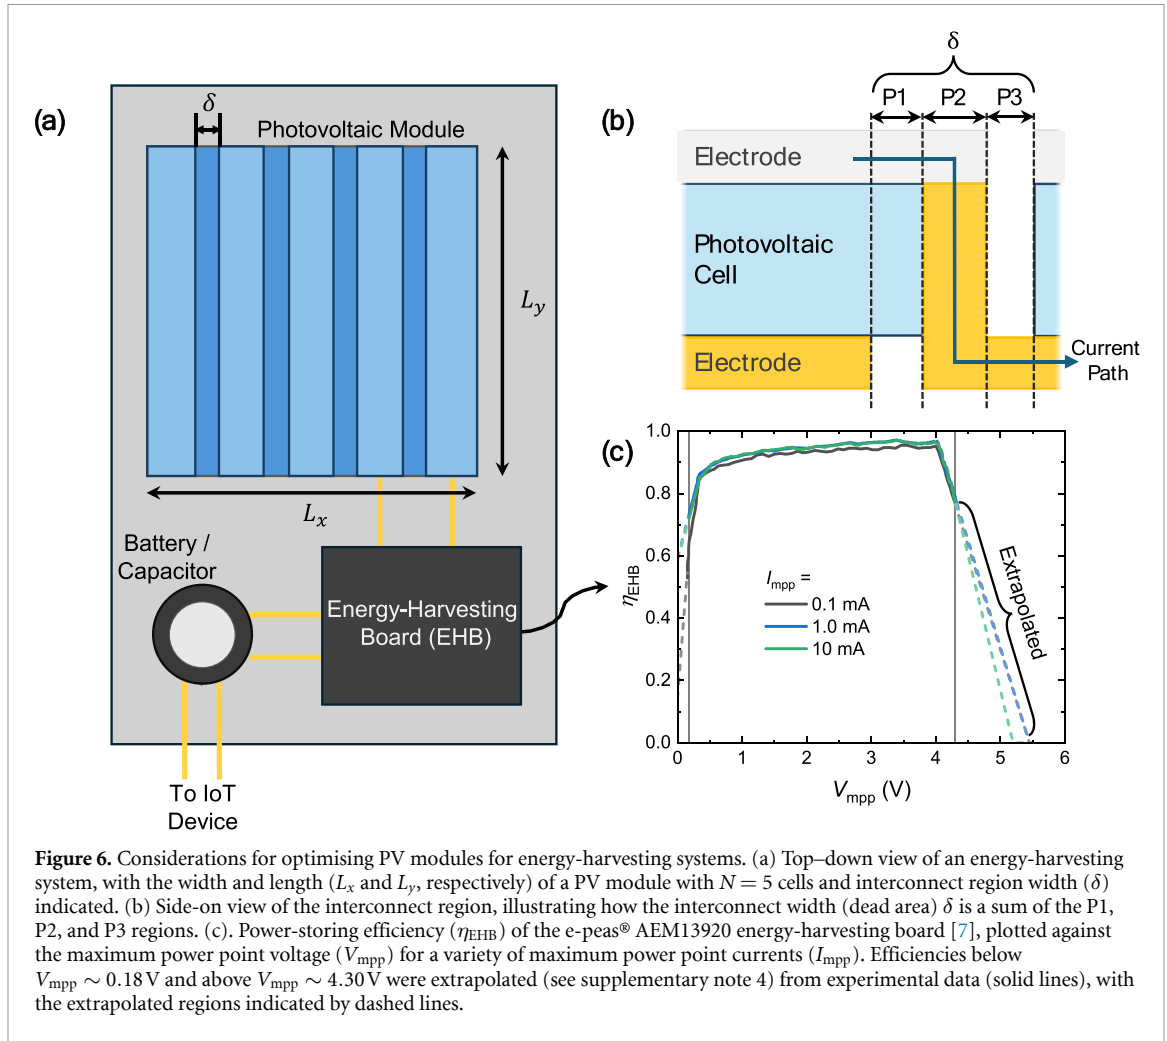 (a)
δ
Photovoltaic Module
L_y
L_x
Battery /
Capacitor
Energy-Harvesting
Board (EHB)
To IoT
Device
(b)
δ
P1 P2 P3
Electrode
Photovoltaic
Cell
Electrode
Current
Path
(c)
1.0
0.8
0.6
0.4
0.2
0.0
η_EHB
I_mpp =
0.1 mA
1.0 mA
10 mA
Extrapolated
0 1 2 3 4 5 6
V_mpp (V)
Figure 6. Considerations for optimising PV modules for energy-harvesting systems. (a) Top–down view of an energy-harvesting
system, with the width and length (L_x and L_y, respectively) of a PV module with N = 5 cells and interconnect region width (δ)
indicated. (b) Side-on view of the interconnect region, illustrating how the interconnect width (dead area) δ is a sum of the P1,
P2, and P3 regions. (c). Power-storing efficiency (η_EHB) of the e-peas® AEM13920 energy-harvesting board [7], plotted against
the maximum power point voltage (V_mpp) for a variety of maximum power point currents (I_mpp). Efficiencies below
V_mpp ∼ 0.18 V and above V_mpp ∼ 4.30 V were extrapolated (see supplementary note 4) from experimental data (solid lines), with
the extrapolated regions indicated by dashed lines.